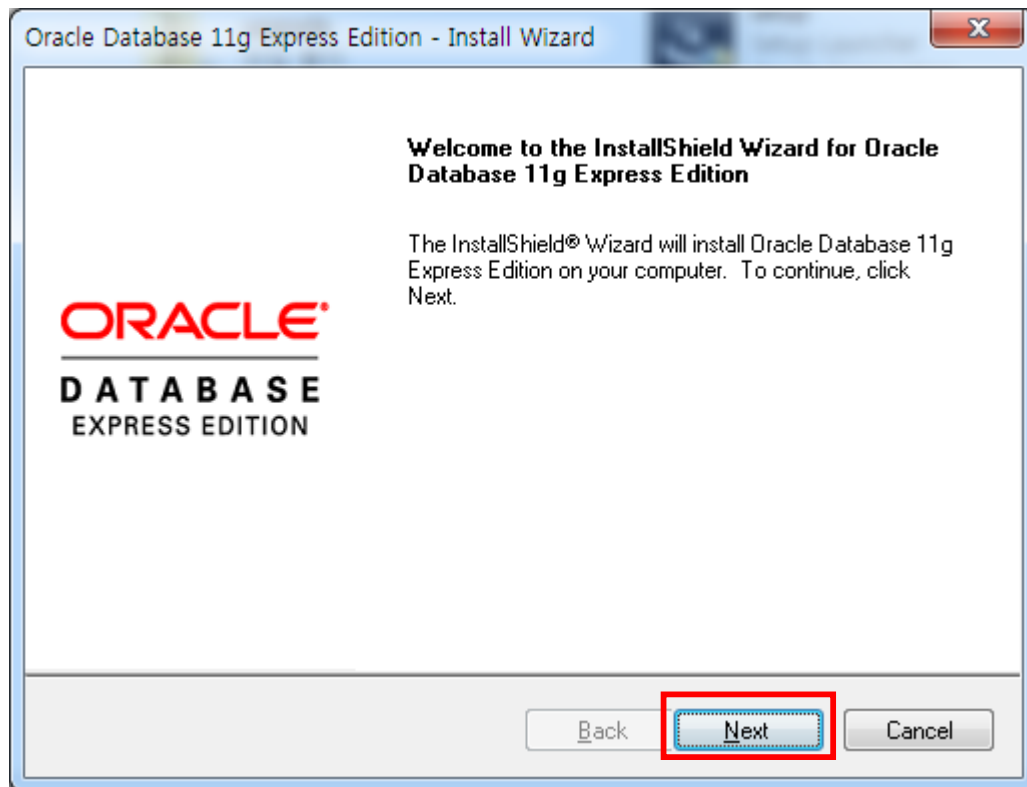 Oracle Database 11g Express Edition - Install Wizard
Welcome to the InstallShield Wizard for Oracle
Database 11g Express Edition
The InstallShield® Wizard will install Oracle Database 11g
Express Edition on your computer. To continue, click
Next.
ORACLE
DATABASE
EXPRESS EDITION
Back
Next
Cancel